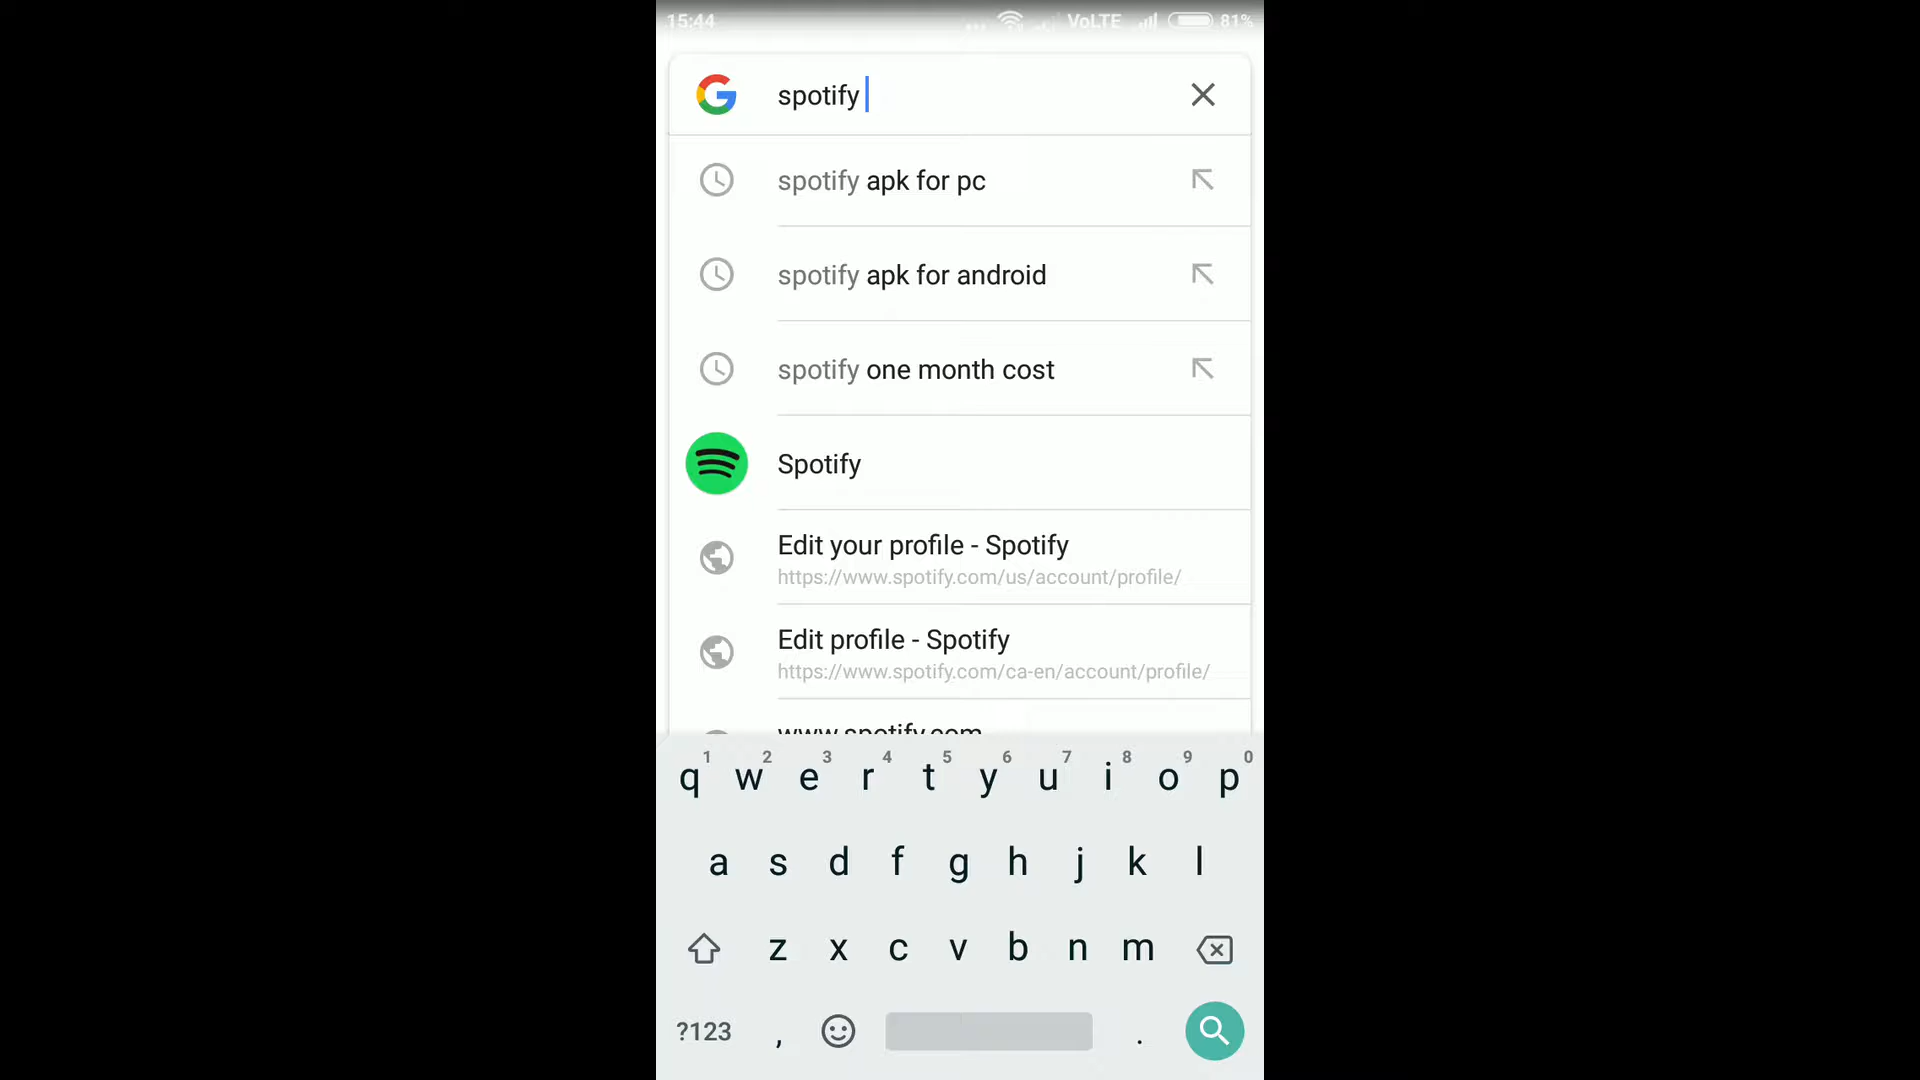 15:44
VoLTE
81%
spotify
spotify apk for pc
spotify apk for android
spotify one month cost
Spotify
Edit your profile - Spotify
https://www.spotify.com/us/account/profile/
Edit profile - Spotify
https://www.spotify.com/ca-en/account/profile/
www.spotify.com
1 2 3 4 5 6 7 8 9 0
q w e r t y u i o p
a s d f g h j k l
z x c v b n m
?123 , .